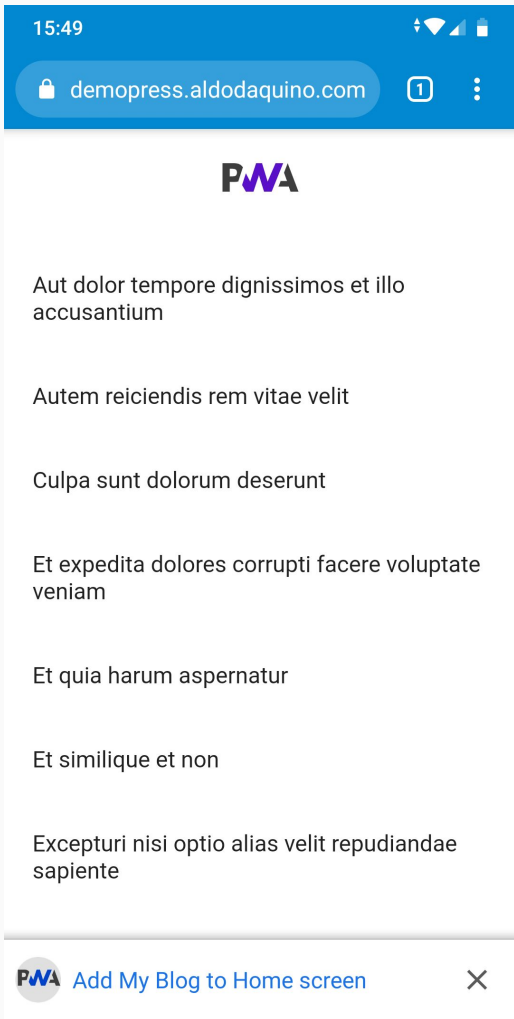 15:49
demopress.aldodaquino.com
1
PWA
Aut dolor tempore dignissimos et illo
accusantium
Autem reiciendis rem vitae velit
Culpa sunt dolorum deserunt
Et expedita dolores corrupti facere voluptate
veniam
Et quia harum aspernatur
Et similique et non
Excepturi nisi optio alias velit repudiandae
sapiente
PWA Add My Blog to Home screen